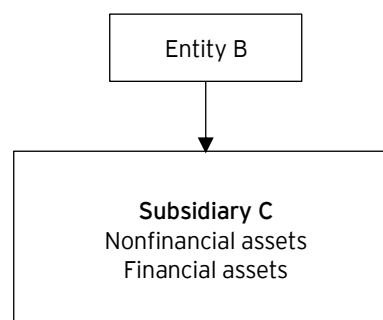 Entity B
Subsidiary C
Nonfinancial assets
Financial assets